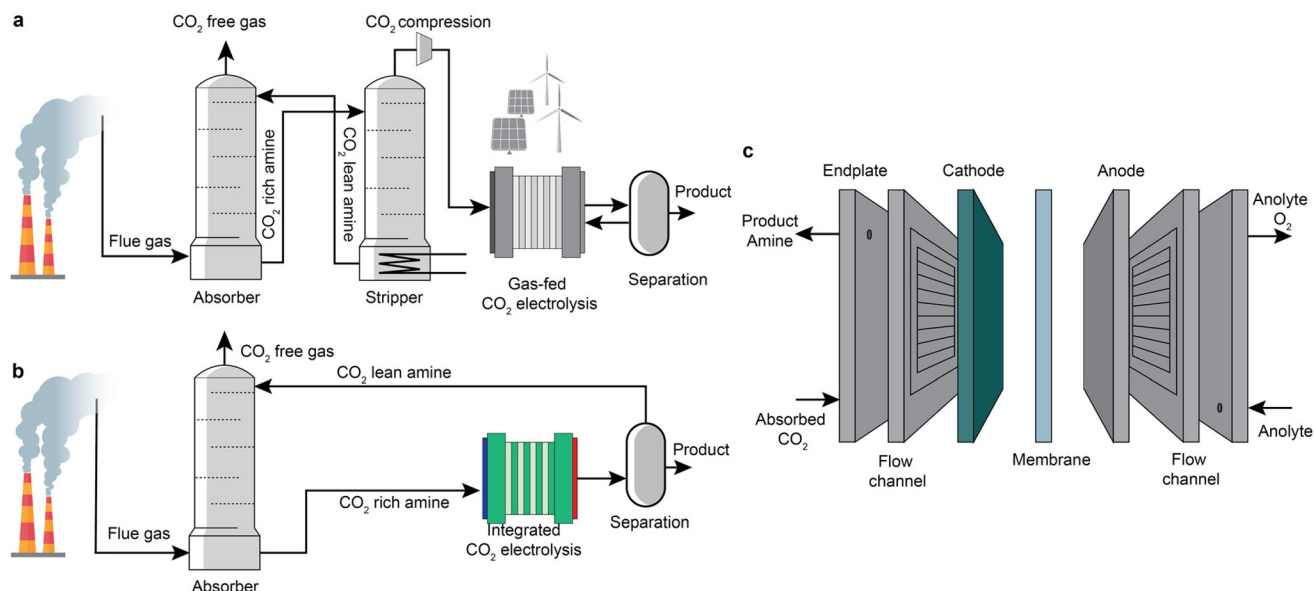 a
CO₂ free gas
CO₂ compression
CO₂ rich amine
CO₂ lean amine
Flue gas
Absorber
Stripper
Gas-fed
CO₂ electrolysis
Product
Separation
b
CO₂ free gas
CO₂ lean amine
Flue gas
CO₂ rich amine
Absorber
Integrated
CO₂ electrolysis
Product
Separation
c
Endplate
Cathode
Anode
Product
Amine
Anolyte
O₂
Absorbed
CO₂
Anolyte
Flow
channel
Membrane
Flow
channel